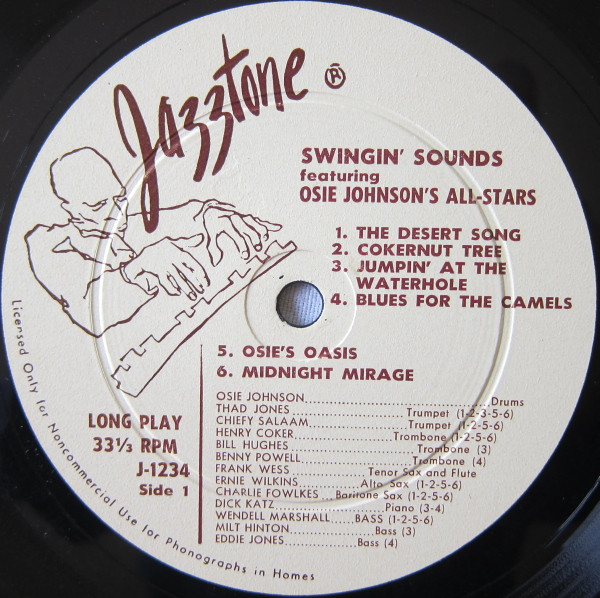 Jazztone ®
SWINGIN' SOUNDS
featuring
OSIE JOHNSON'S ALL-STARS
1. THE DESERT SONG
2. COKERNUT TREE
3. JUMPIN' AT THE
WATERHOLE
4. BLUES FOR THE CAMELS
5. OSIE'S OASIS
6. MIDNIGHT MIRAGE
LONG PLAY
33⅓ RPM
J-1234
Side 1
OSIE JOHNSON....Drums
THAD JONES....Trumpet (1-2-3-5-6)
CHIEFY SALAAM....Trumpet (1-2-5-6)
HENRY COKER....Trombone (1-2-5-6)
BILL HUGHES....Trombone (3)
BENNY POWELL....Trombone (4)
FRANK WESS....Tenor Sax and Flute
ERNIE WILKINS....Alto Sax (1-2-5-6)
CHARLIE FOWLKES..Baritone Sax (1-2-5-6)
DICK KATZ....Piano (3-4)
WENDELL MARSHALL.....BASS (1-2-5-6)
MILT HINTON....Bass (3)
EDDIE JONES....Bass (4)
Licensed Only for Noncommercial Use for Phonographs in Homes